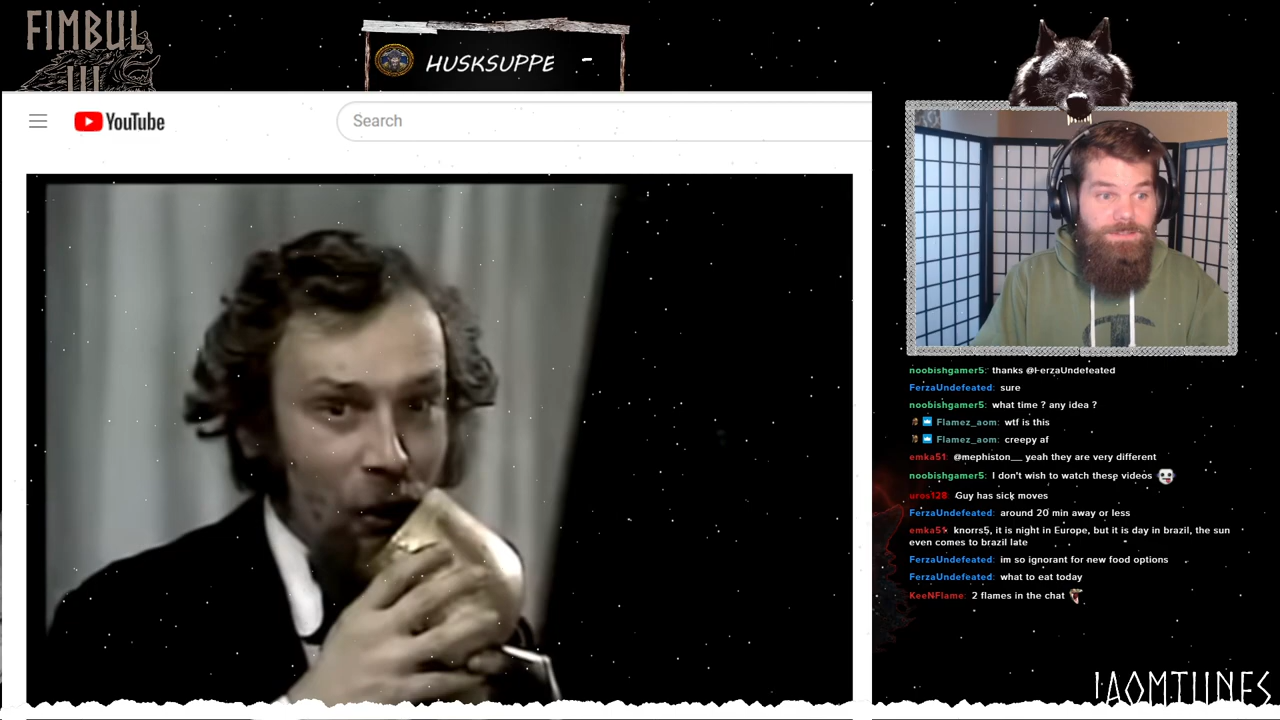 FIMBUL
III
HUSKSUPPE -
YouTube
Search
noobishgamer5: thanks @FerzaUndefeated
FerzaUndefeated: sure
noobishgamer5: what time ? any idea ?
Flamez_aom: wtf is this
Flamez_aom: creepy af
emka51: @mephiston__ yeah they are very different
noobishgamer5: I don't wish to watch these videos
uros128: Guy has sick moves
FerzaUndefeated: around 20 min away or less
emka51: knorrs5, it is night in Europe, but it is day in brazil, the sun
even comes to brazil late
FerzaUndefeated: im so ignorant for new food options
FerzaUndefeated: what to eat today
KeeNFlame: 2 flames in the chat
!AOMTUNES